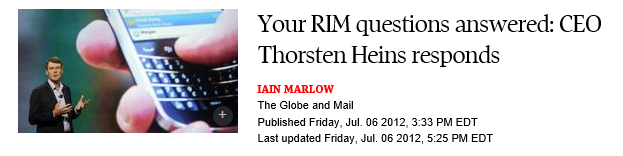 Your RIM questions answered: CEO
Thorsten Heins responds
IAIN MARLOW
The Globe and Mail
Published Friday, Jul. 06 2012, 3:33 PM EDT
Last updated Friday, Jul. 06 2012, 5:25 PM EDT